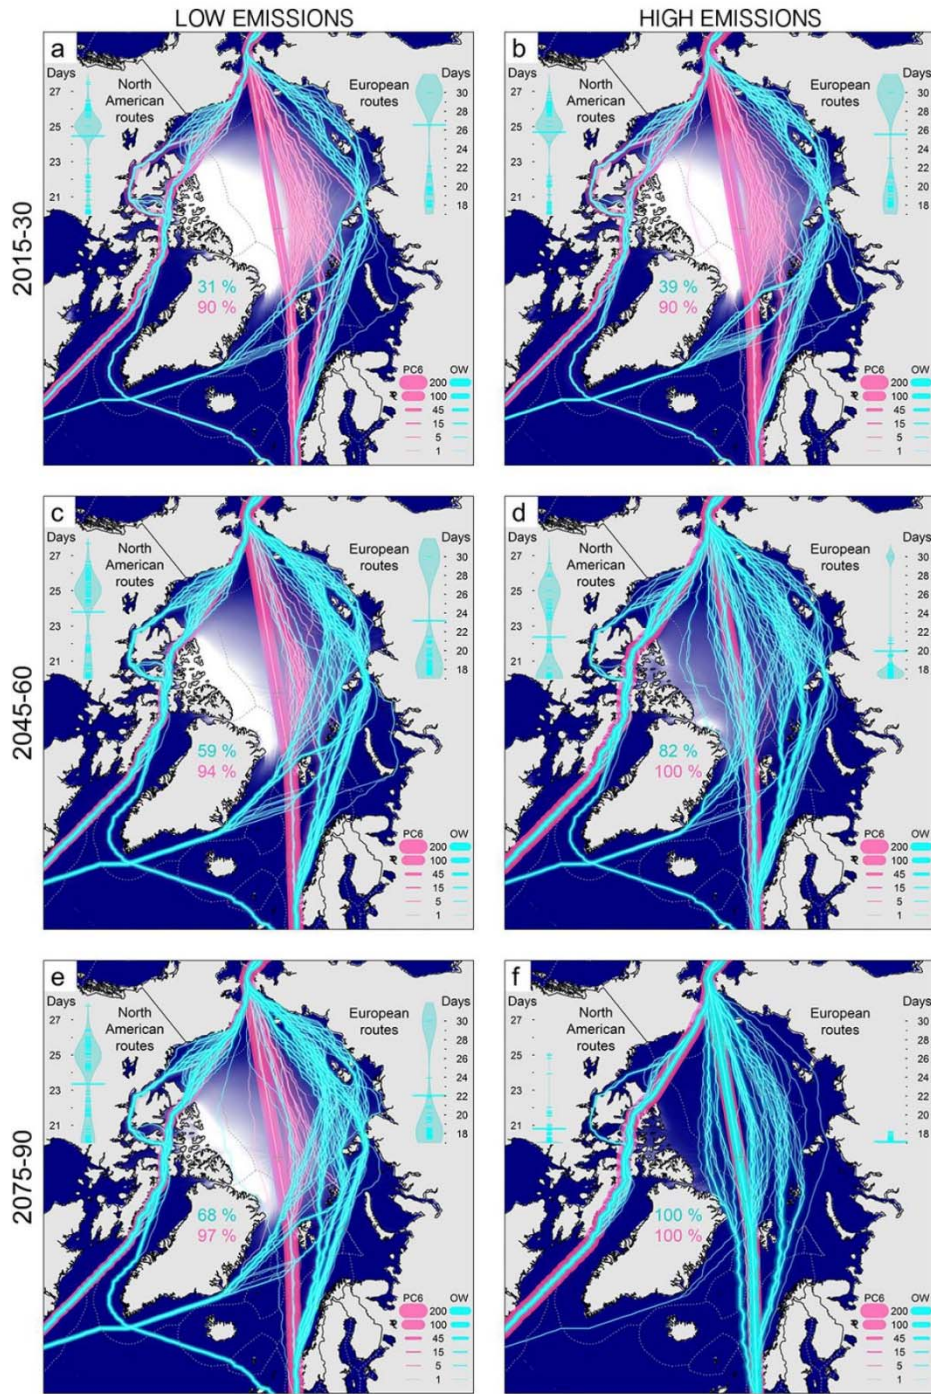 LOW EMISSIONS
HIGH EMISSIONS
2015-30
a
Days
27
25
23
21
North
American
routes
European
routes
Days
30
28
26
24
22
20
18
31 %
90 %
PC6 OW
200
100
45
15
5
1
b
Days
27
25
23
21
North
American
routes
European
routes
Days
30
28
26
24
22
20
18
39 %
90 %
PC6 OW
200
100
45
15
5
1
2045-60
c
Days
27
25
23
21
North
American
routes
European
routes
Days
30
28
26
24
22
20
18
59 %
94 %
PC6 OW
200
100
45
15
5
1
d
Days
27
25
23
21
North
American
routes
European
routes
Days
30
28
26
24
22
20
18
82 %
100 %
PC6 OW
200
100
45
15
5
1
2075-90
e
Days
27
25
23
21
North
American
routes
European
routes
Days
30
28
26
24
22
20
18
68 %
97 %
PC6 OW
200
100
45
15
5
1
f
Days
27
25
23
21
North
American
routes
European
routes
Days
30
28
26
24
22
20
18
100 %
100 %
PC6 OW
200
100
45
15
5
1